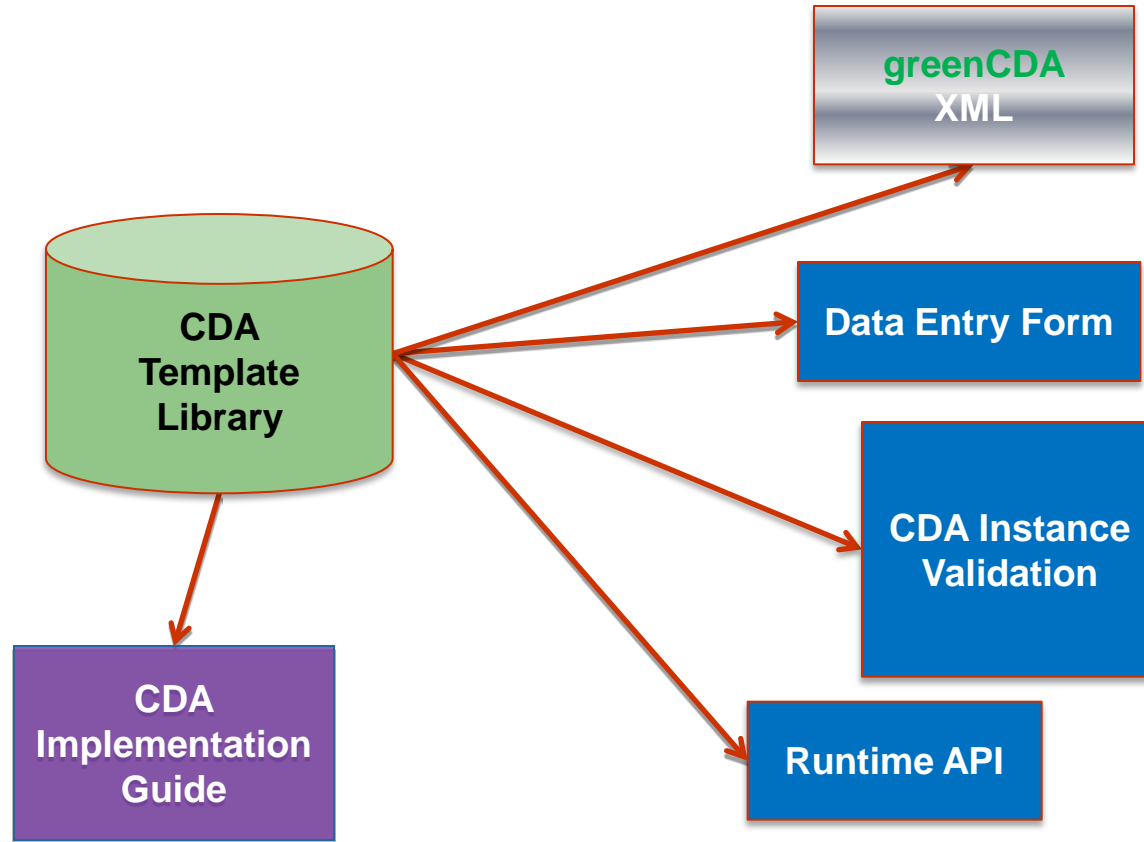 greenCDA
XML
CDA
Template
Library
Data Entry Form
CDA Instance
Validation
CDA
Implementation
Guide
Runtime API